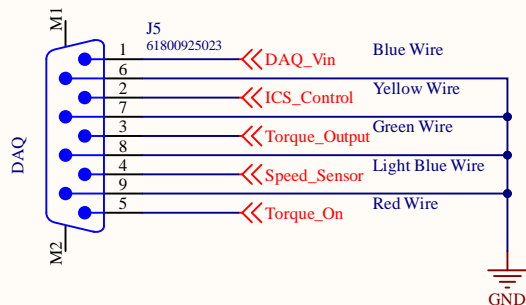 M1
J5
61800925023
1
DAQ_Vin
Blue Wire
6
2
ICS_Control
Yellow Wire
7
3
Torque_Output
Green Wire
8
4
Speed_Sensor
Light Blue Wire
9
5
Torque_On
Red Wire
DAQ
M2
GND